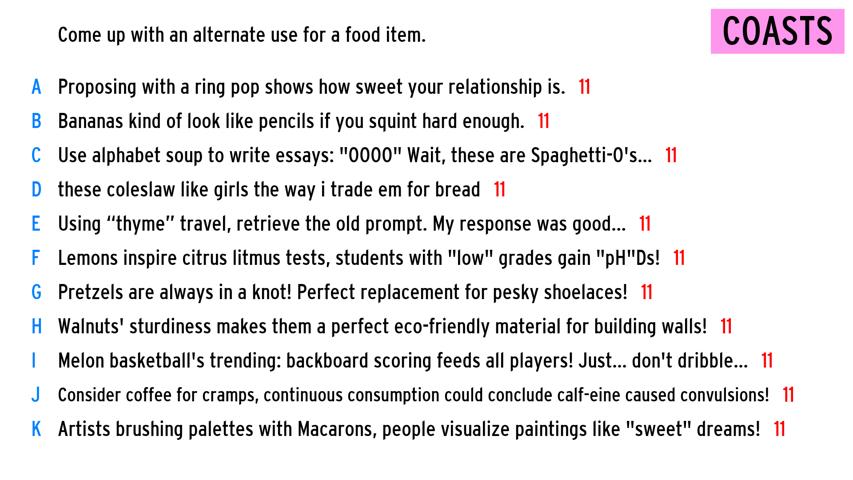 Come up with an alternate use for a food item.
COASTS
A Proposing with a ring pop shows how sweet your relationship is. 11
B Bananas kind of look like pencils if you squint hard enough. 11
C Use alphabet soup to write essays: "OOOO" Wait, these are Spaghetti-O's... 11
D these coleslaw like girls the way i trade em for bread 11
E Using “thyme” travel, retrieve the old prompt. My response was good... 11
F Lemons inspire citrus litmus tests, students with "low" grades gain "pH"Ds! 11
G Pretzels are always in a knot! Perfect replacement for pesky shoelaces! 11
H Walnuts' sturdiness makes them a perfect eco-friendly material for building walls! 11
I Melon basketball's trending: backboard scoring feeds all players! Just... don't dribble... 11
J Consider coffee for cramps, continuous consumption could conclude calf-eine caused convulsions! 11
K Artists brushing palettes with Macarons, people visualize paintings like "sweet" dreams! 11